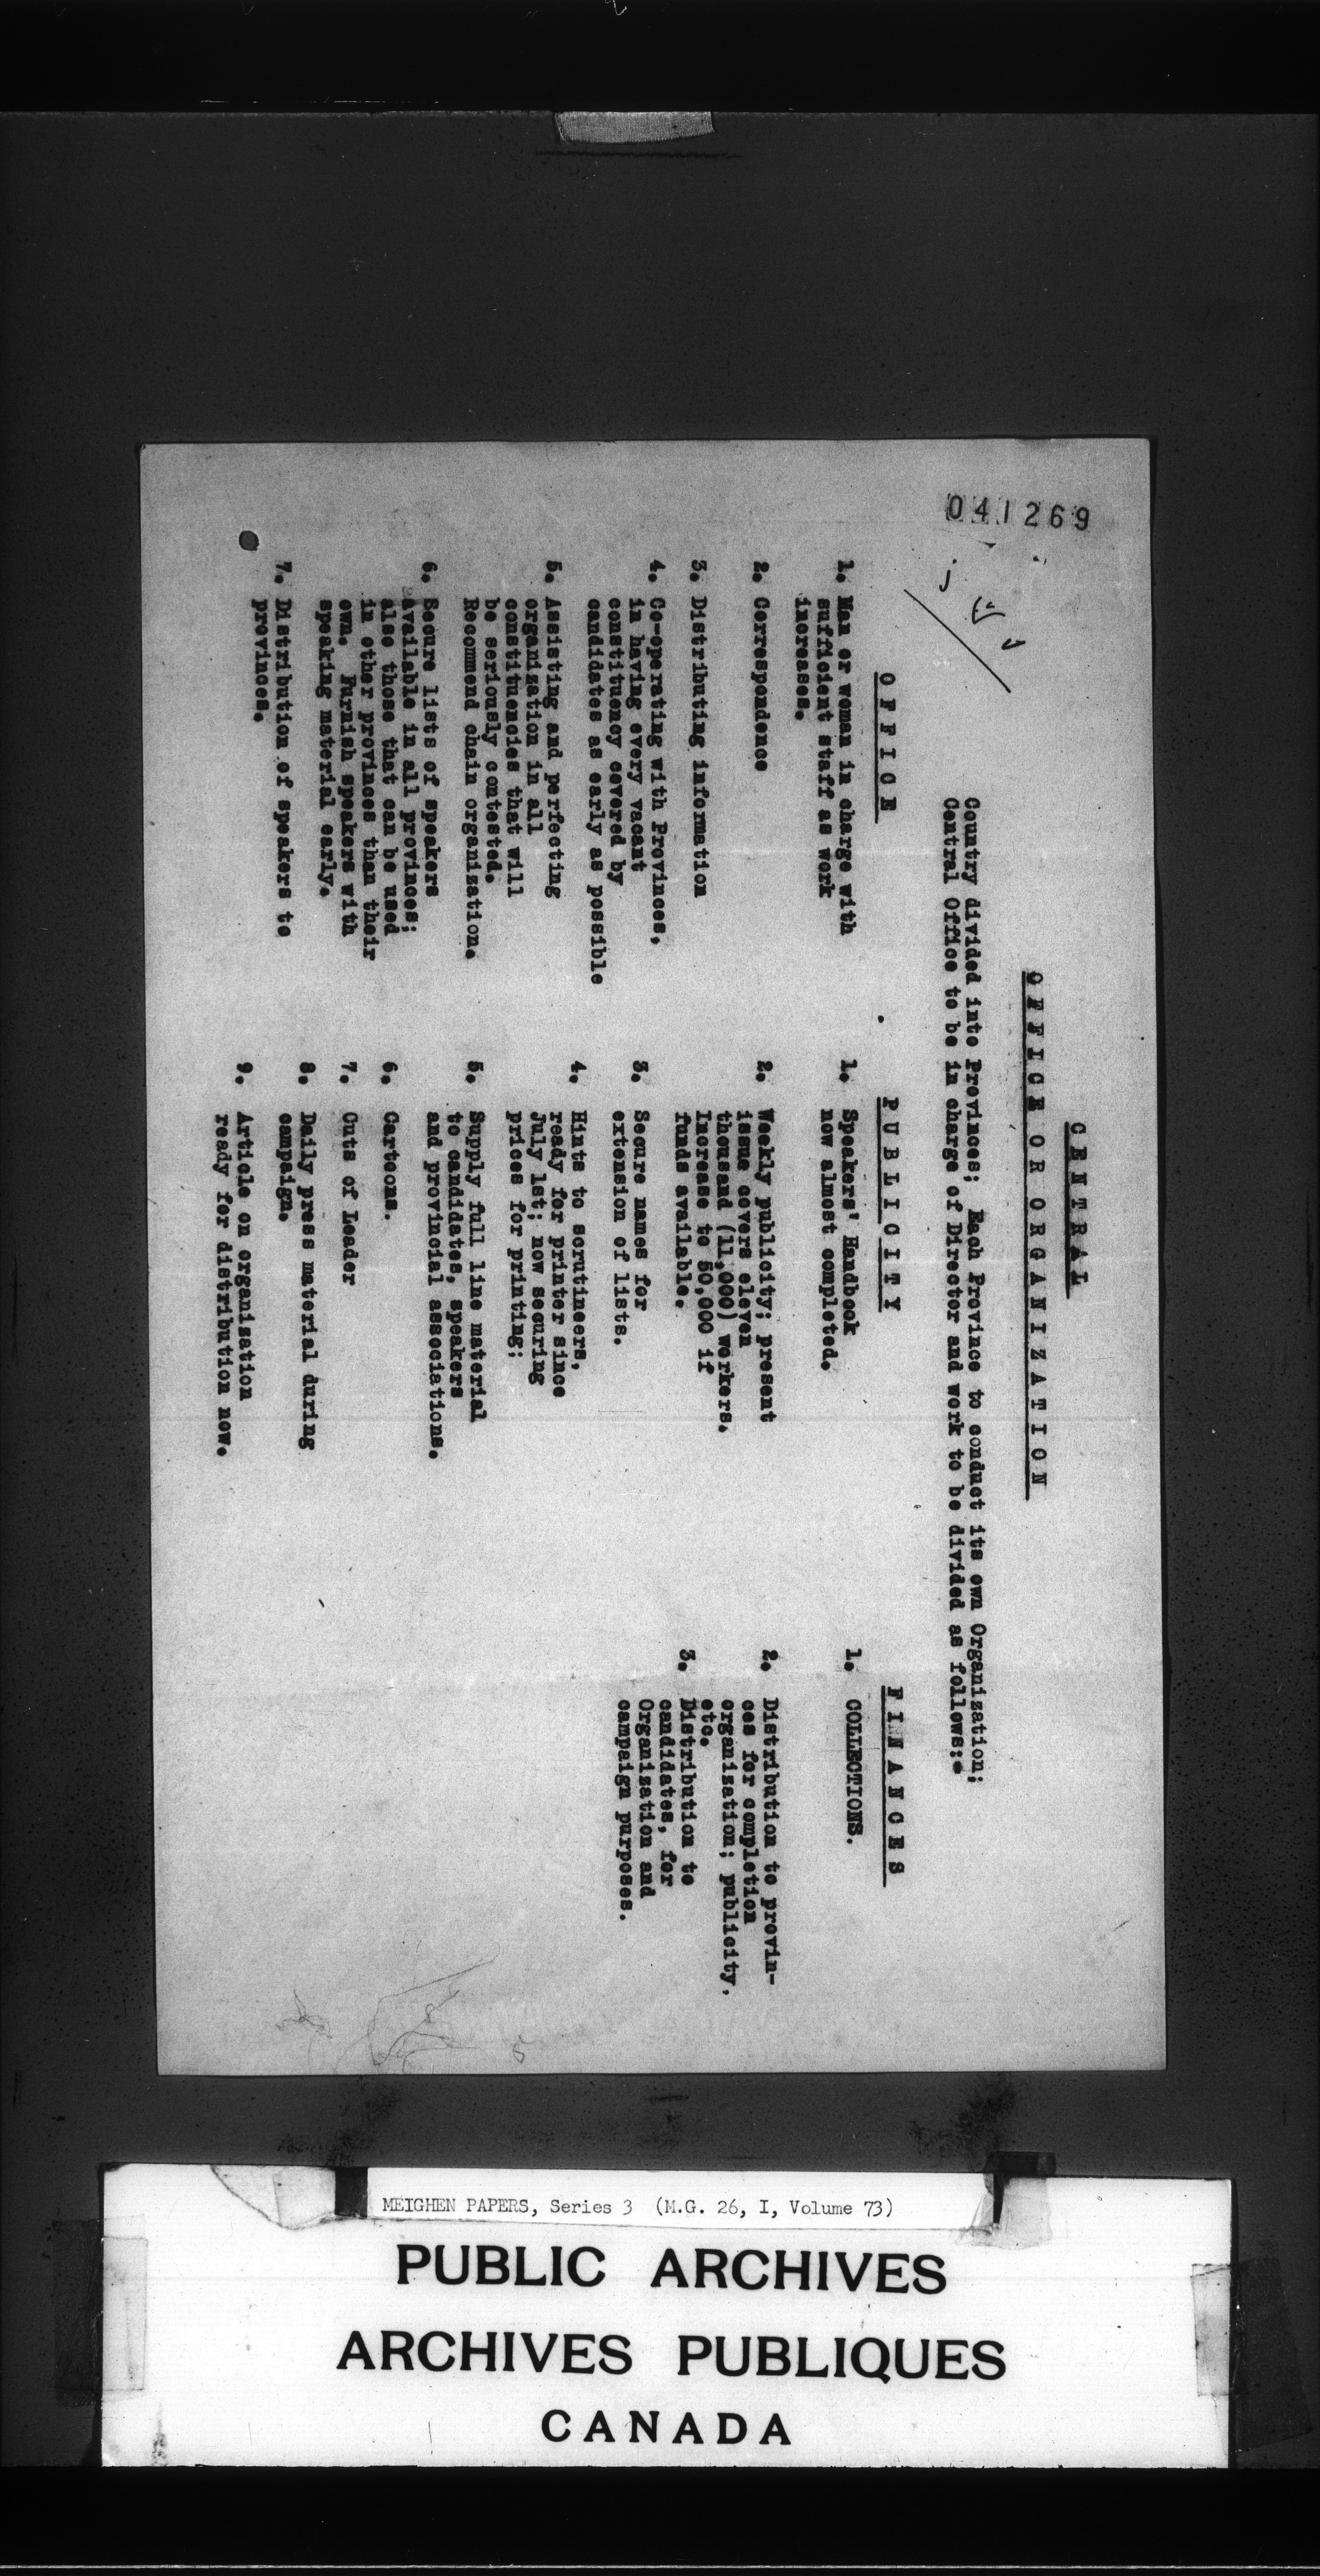 041269
CENTRAL
OFFICE OR ORGANIZATION
Country divided into Provinces; Each Province to conduct its own Organization;
Central Office to be in charge of Director and work to be divided as follows:-
OFFICE
1. Man or woman in charge with
sufficient staff as work
increases.
2. Correspondence
3. Distributing information
4. Co-operating with Provinces,
in having every vacant
constituency covered by
candidates as early as possible
5. Assisting and perfecting
organization in all
constituencies that will
be seriously contested.
Recommend chain organization.
6. Secure lists of speakers
available in all provinces;
also those that can be used
in other provinces than their
own. Furnish speakers with
speaking material early.
7. Distribution of speakers to
provinces.
PUBLICITY
1. Speakers' Handbook
now almost completed.
2. Weekly publicity; present
issue covers eleven
thousand (11,000) workers.
Increase to 50,000 if
funds available.
3. Secure names for
extension of lists.
4. Hints to scrutineers,
ready for printer since
July 1st; now securing
prices for printing;
5. Supply full line material
to candidates, speakers
and provincial associations.
6. Cartoons.
7. Cuts of Leader
8. Daily press material during
campaign.
9. Article on organization
ready for distribution now.
FINANCES
1. COLLECTIONS.
2. Distribution to provin-
ces for completion
organization; publicity,
etc.
3. Distribution to
candidates, for
Organization and
campaign purposes.
MEIGHEN PAPERS, Series 3 (M.G. 26, I, Volume 73)
PUBLIC ARCHIVES
ARCHIVES PUBLIQUES
CANADA